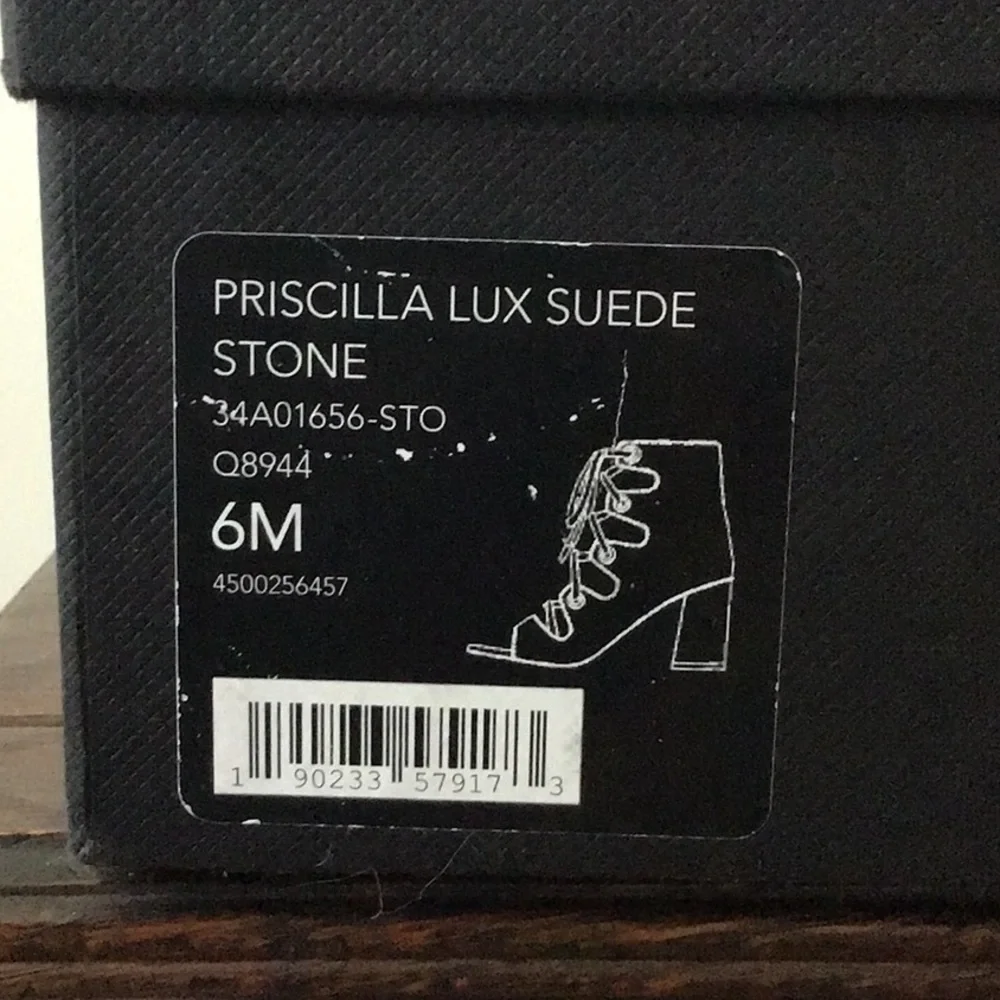 PRISCILLA LUX SUEDE
STONE
34A01656-STO
Q8944
6M
4500256457
1 90233 57917 3